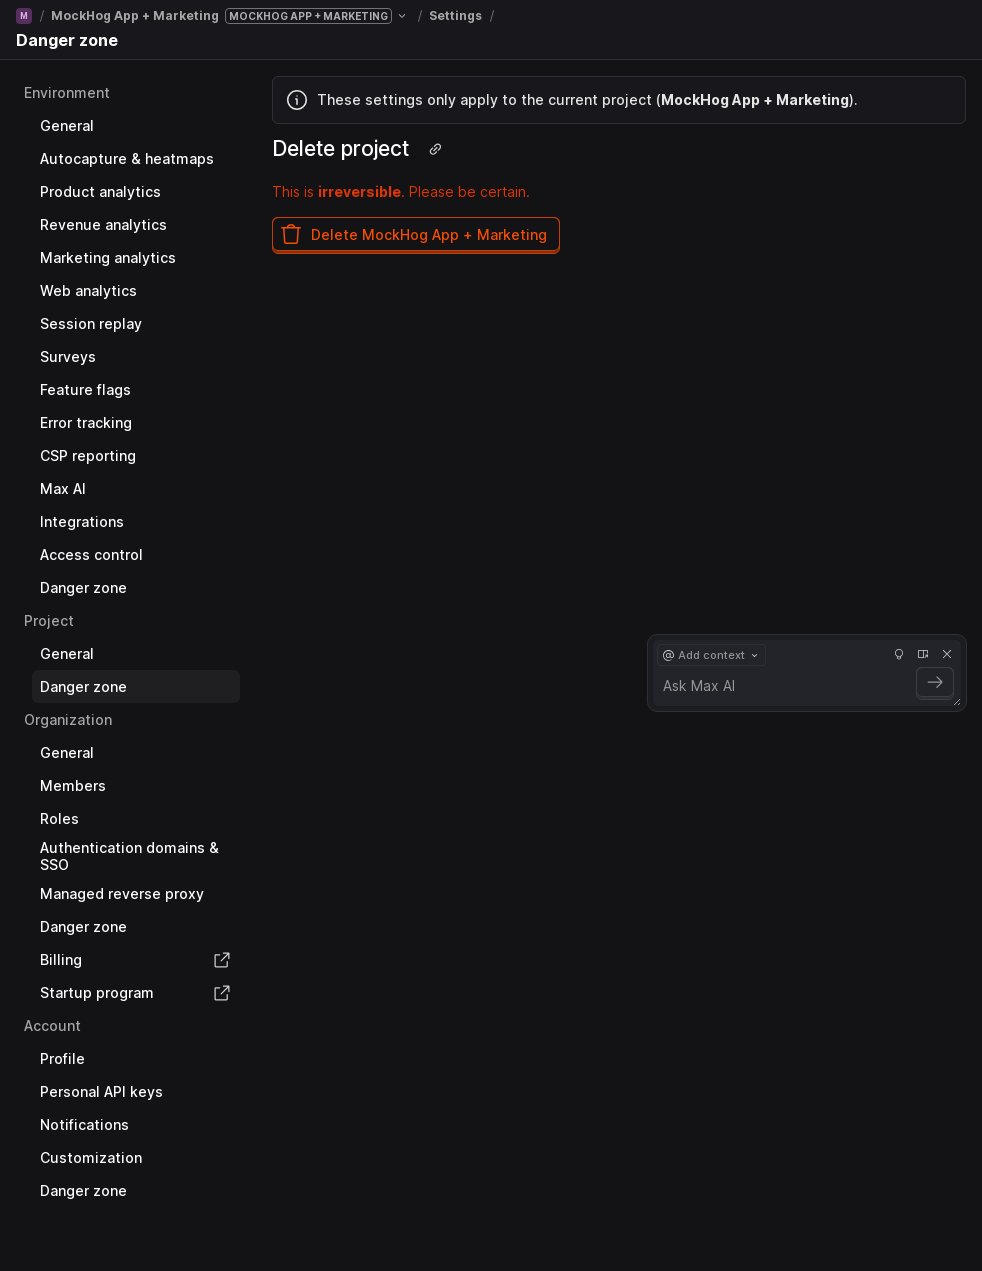 M / MockHog App + Marketing MOCKHOG APP + MARKETING / Settings /
Danger zone
Environment
General
Autocapture & heatmaps
Product analytics
Revenue analytics
Marketing analytics
Web analytics
Session replay
Surveys
Feature flags
Error tracking
CSP reporting
Max AI
Integrations
Access control
Danger zone
Project
General
Danger zone
Organization
General
Members
Roles
Authentication domains &
SSO
Managed reverse proxy
Danger zone
Billing
Startup program
Account
Profile
Personal API keys
Notifications
Customization
Danger zone
These settings only apply to the current project (MockHog App + Marketing).
Delete project
This is irreversible. Please be certain.
Delete MockHog App + Marketing
@ Add context
Ask Max AI